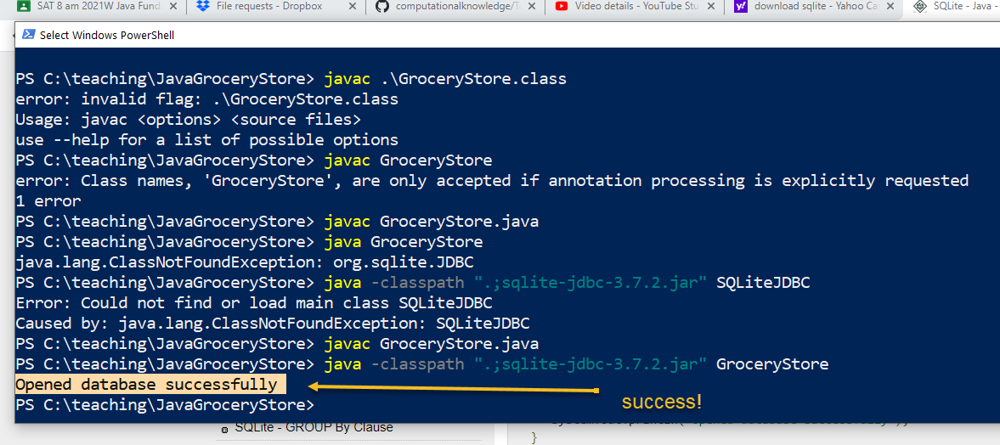 SAT 8 am 2021W Java Fund
File requests - Dropbox
computationalknowledge/T
Video details - YouTube Stu
download sqlite - Yahoo Ca
SQLite - Java -
Select Windows PowerShell
PS C:\teaching\JavaGroceryStore> javac .\GroceryStore.class
error: invalid flag: .\GroceryStore.class
Usage: javac <options> <source files>
use --help for a list of possible options
PS C:\teaching\JavaGroceryStore> javac GroceryStore
error: Class names, 'GroceryStore', are only accepted if annotation processing is explicitly requested
1 error
PS C:\teaching\JavaGroceryStore> javac GroceryStore.java
PS C:\teaching\JavaGroceryStore> java GroceryStore
java.lang.ClassNotFoundException: org.sqlite.JDBC
PS C:\teaching\JavaGroceryStore> java -classpath ".;sqlite-jdbc-3.7.2.jar" SQLiteJDBC
Error: Could not find or load main class SQLiteJDBC
Caused by: java.lang.ClassNotFoundException: SQLiteJDBC
PS C:\teaching\JavaGroceryStore> javac GroceryStore.java
PS C:\teaching\JavaGroceryStore> java -classpath ".;sqlite-jdbc-3.7.2.jar" GroceryStore
Opened database successfully
PS C:\teaching\JavaGroceryStore>
success!
SQLite - GROUP By Clause
}